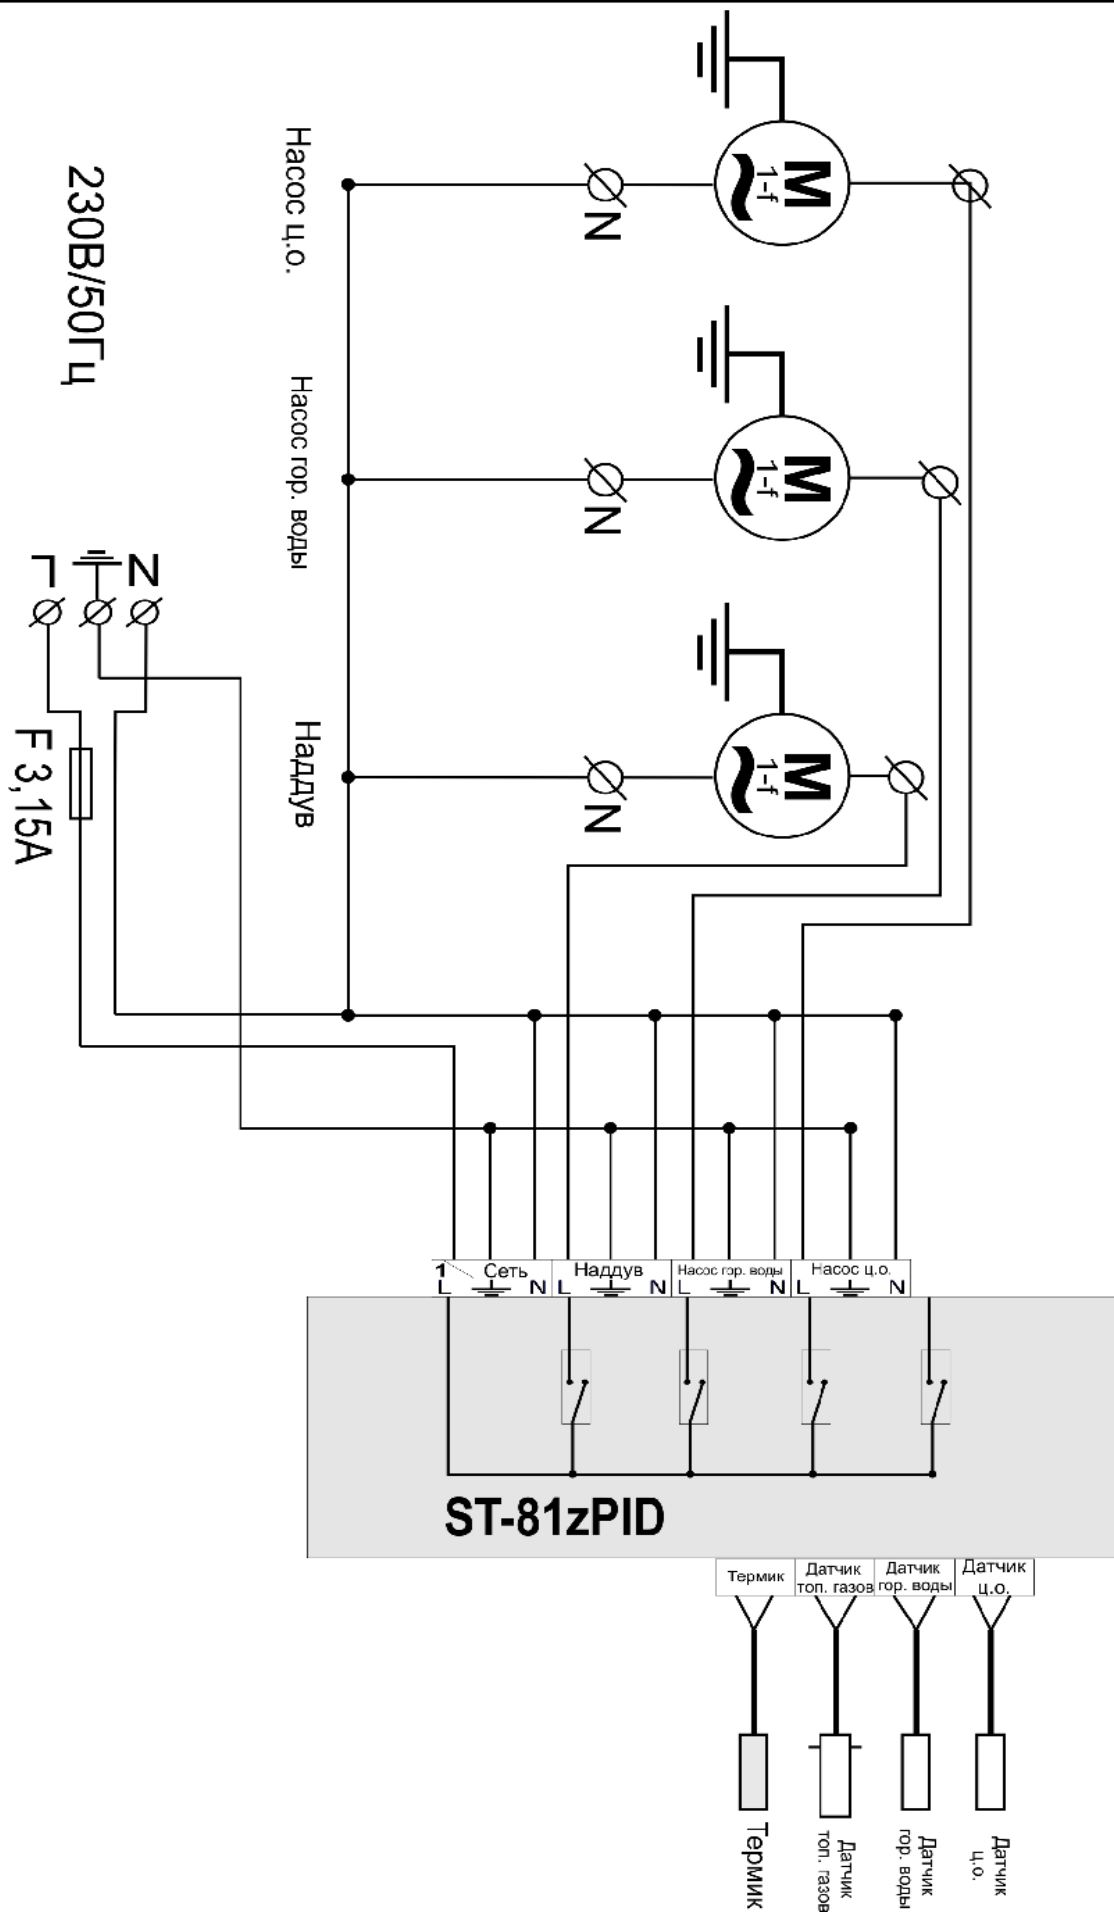 Насос ц.о.
M
1-f
N
230В/50Гц
Насос гор. воды
M
1-f
N
L
N
F 3,15A
Наддув
M
1-f
N
1 Сеть
L N
Наддув
L N
Насос гор. воды
L N
Насос ц.о.
L N
ST-81zPID
Термик
Датчик
топ. газов
Датчик
гор. воды
Датчик
ц.о.
Термик
Датчик
топ. газов
Датчик
гор. воды
Датчик
ц.о.